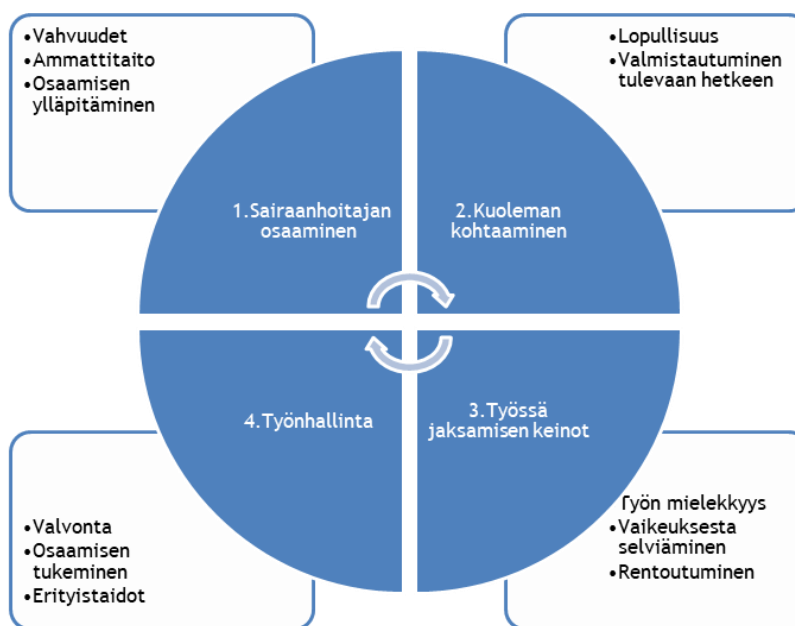 •Vahvuudet
•Ammattitaito
•Osaamisen
ylläpitäminen
•Lopullisuus
•Valmistautuminen
tulevaan hetkeen
1.Sairaanhoitajan
osaaminen
2.Kuoleman
kohtaaminen
4.Työnhallinta
3.Työssä
jaksamisen keinot
•Valvonta
•Osaamisen
tukeminen
•Erityistaidot
Työn mielekkyys
•Vaikeuksesta
selviäminen
•Rentoutuminen